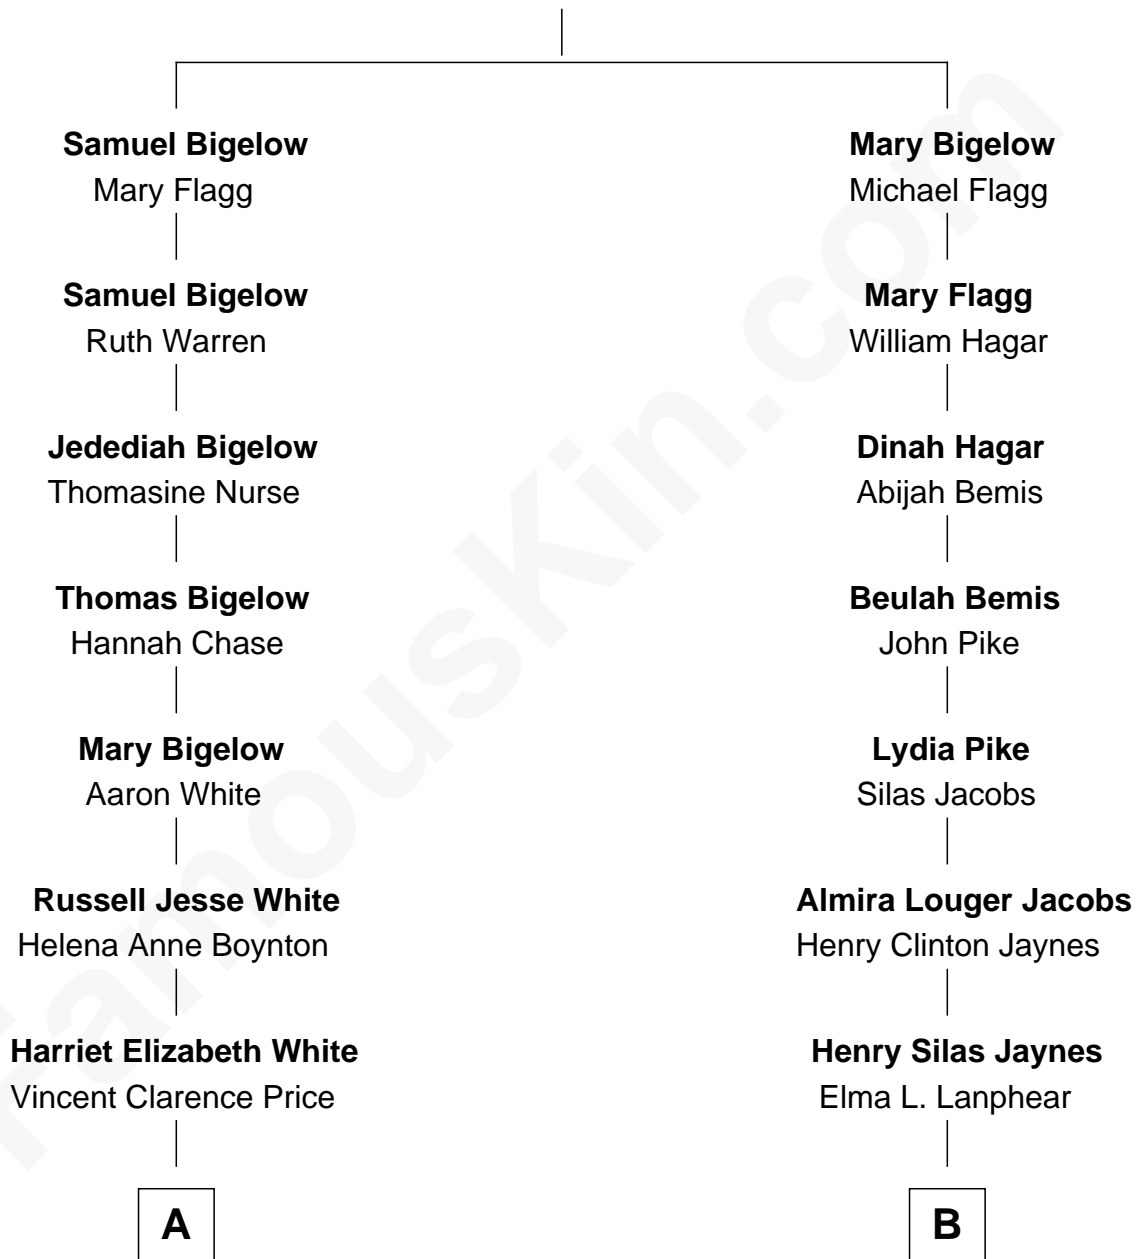 Samuel Bigelow
Mary Flagg
Mary Bigelow
Michael Flagg
Samuel Bigelow
Ruth Warren
Mary Flagg
William Hagar
Jedediah Bigelow
Thomasine Nurse
Dinah Hagar
Abijah Bemis
Thomas Bigelow
Hannah Chase
Beulah Bemis
John Pike
Mary Bigelow
Aaron White
Lydia Pike
Silas Jacobs
Russell Jesse White
Helena Anne Boynton
Almira Louger Jacobs
Henry Clinton Jaynes
Harriet Elizabeth White
Vincent Clarence Price
Henry Silas Jaynes
Elma L. Lanphear
A
B
FamousKin.com